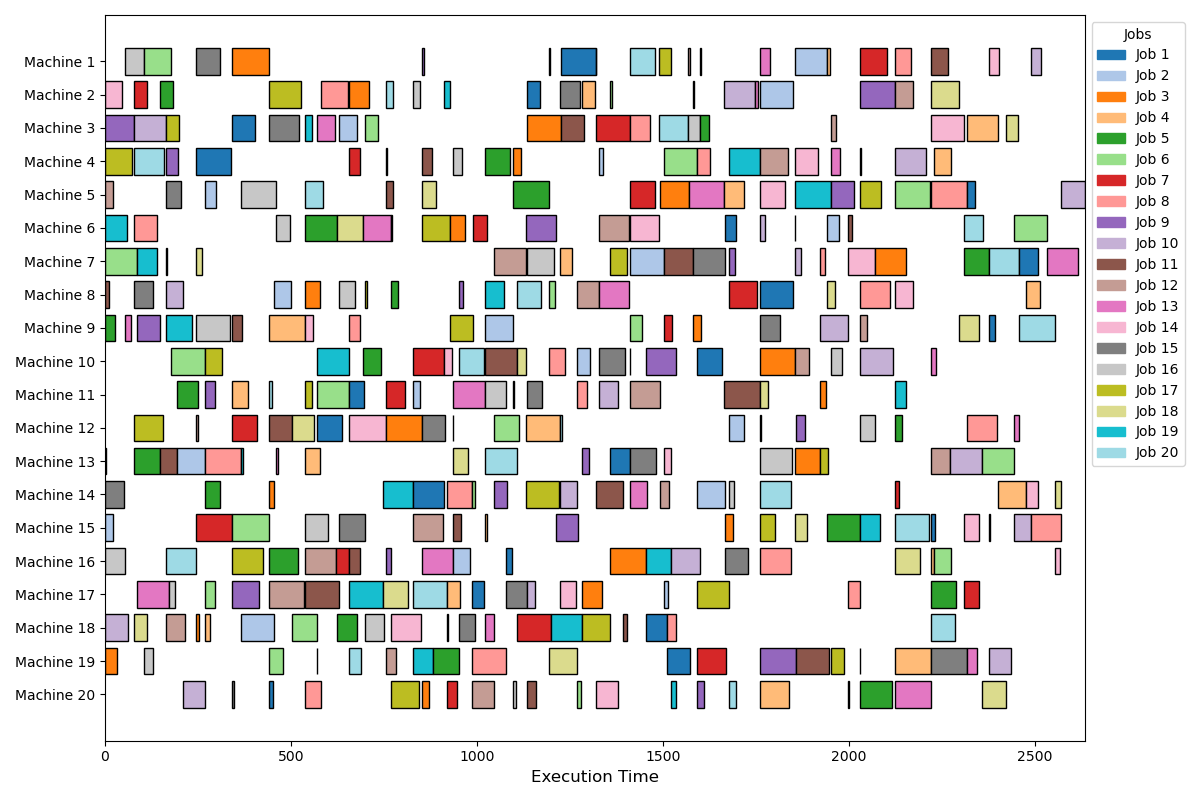 Machine 1
Machine 2
Machine 3
Machine 4
Machine 5
Machine 6
Machine 7
Machine 8
Machine 9
Machine 10
Machine 11
Machine 12
Machine 13
Machine 14
Machine 15
Machine 16
Machine 17
Machine 18
Machine 19
Machine 20
0 500 1000 1500 2000 2500
Execution Time
Jobs
Job 1
Job 2
Job 3
Job 4
Job 5
Job 6
Job 7
Job 8
Job 9
Job 10
Job 11
Job 12
Job 13
Job 14
Job 15
Job 16
Job 17
Job 18
Job 19
Job 20